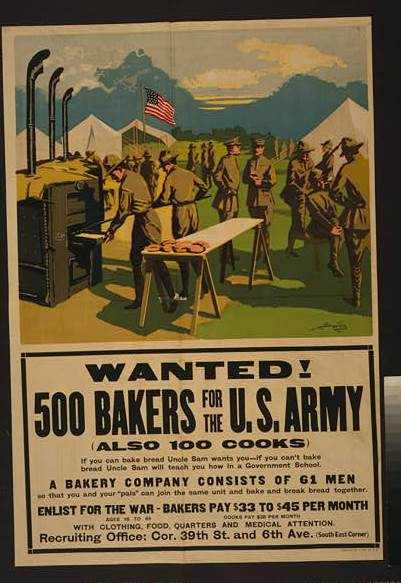 WANTED!
500 BAKERS FOR THE U.S. ARMY
(ALSO 100 COOKS)
If you can bake bread Uncle Sam wants you—if you can't bake
bread Uncle Sam will teach you how in a Government School.
A BAKERY COMPANY CONSISTS OF 61 MEN
so that you and your "pals" can join the same unit and bake and break bread together.
ENLIST FOR THE WAR - BAKERS PAY $33 TO $45 PER MONTH
COOKS PAY $38 PER MONTH
WITH CLOTHING, FOOD, QUARTERS AND MEDICAL ATTENTION.
Recruiting Office: Cor. 39th St. and 6th Ave. (South East Corner)